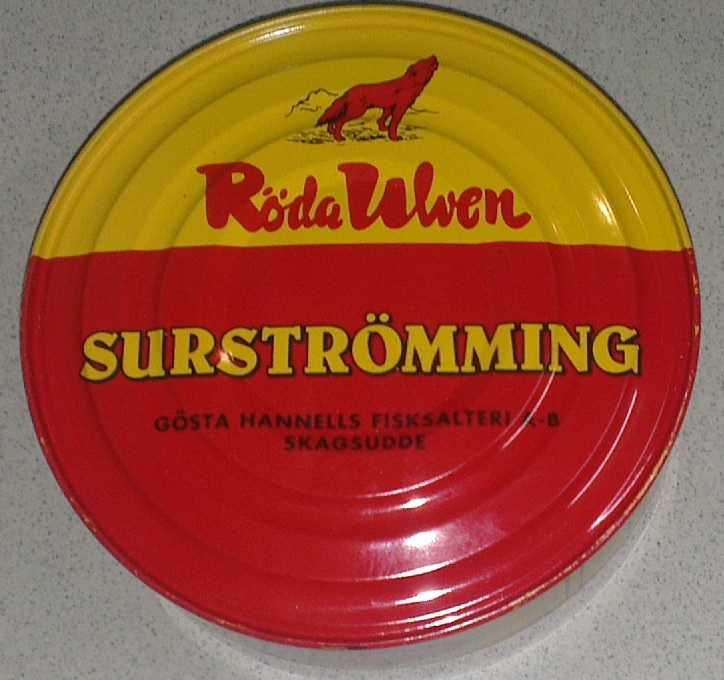 Röda Ulven
SURSTRÖMMING
GÖSTA HANNELLS FISKSALTERI A-B
SKAGSUDDE